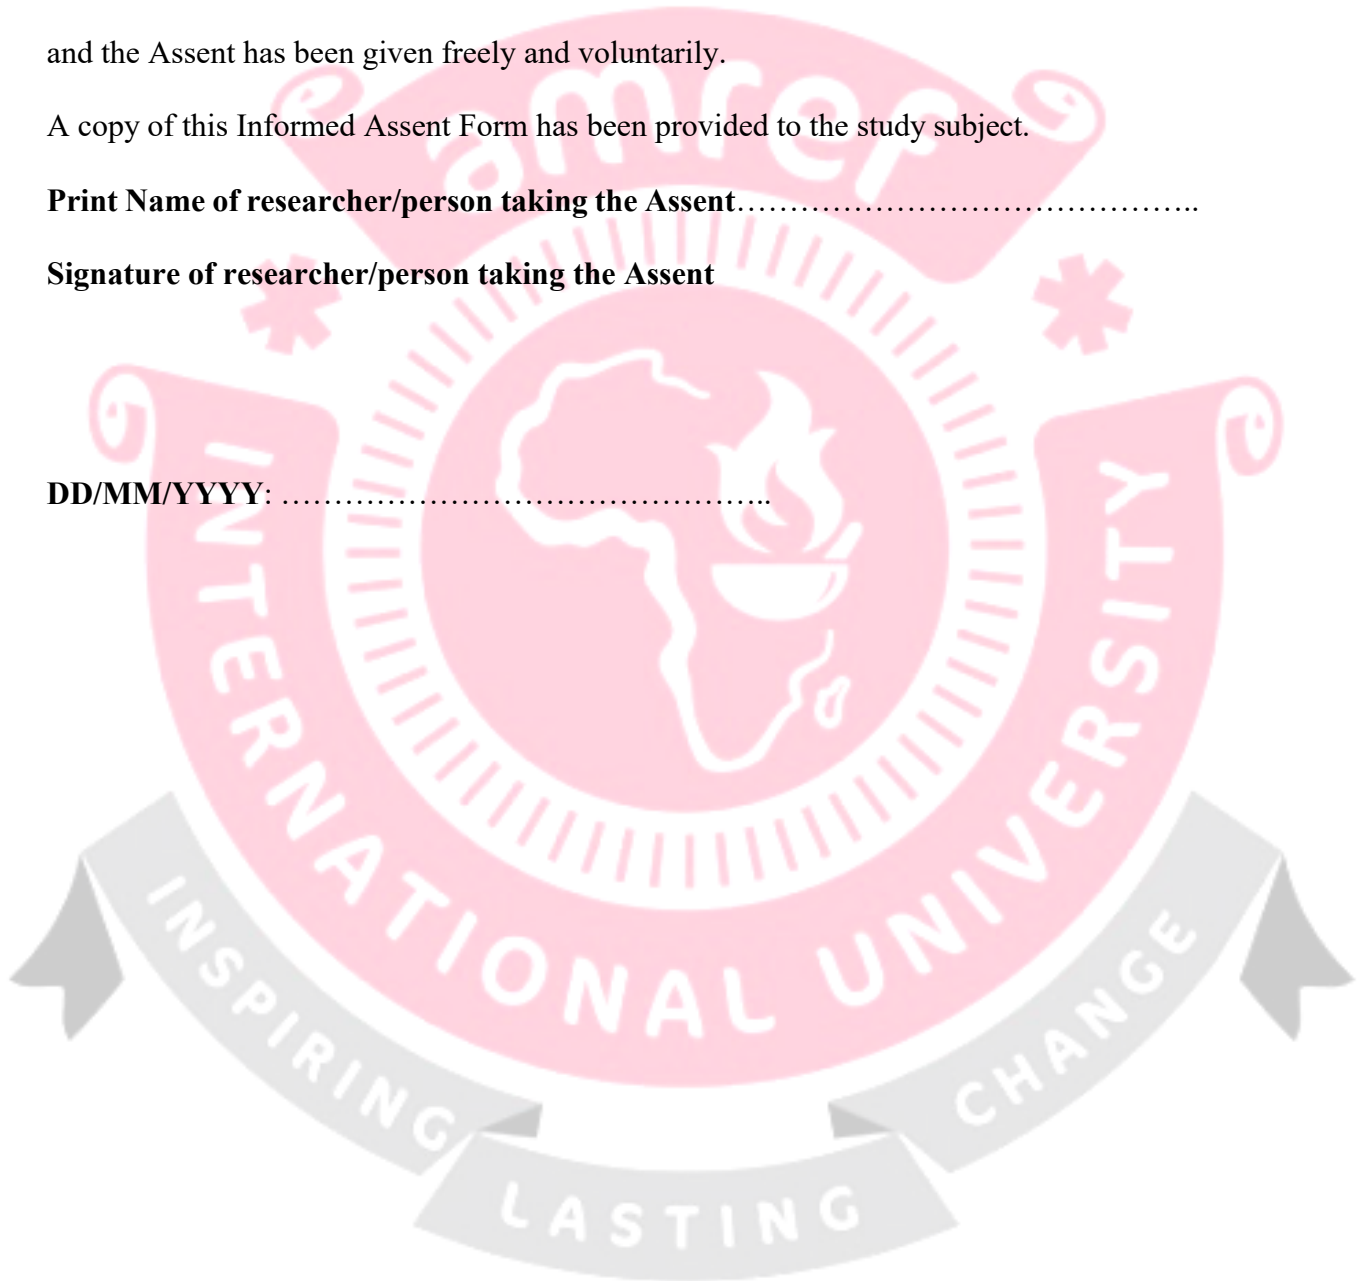 and the Assent has been given freely and voluntarily.
A copy of this Informed Assent Form has been provided to the study subject.
Print Name of researcher/person taking the Assent…………………………………………..
Signature of researcher/person taking the Assent
DD/MM/YYYY: …………………………………………..
amref
INTERNATIONAL UNIVERSITY
INSPIRING
LASTING
CHANGE